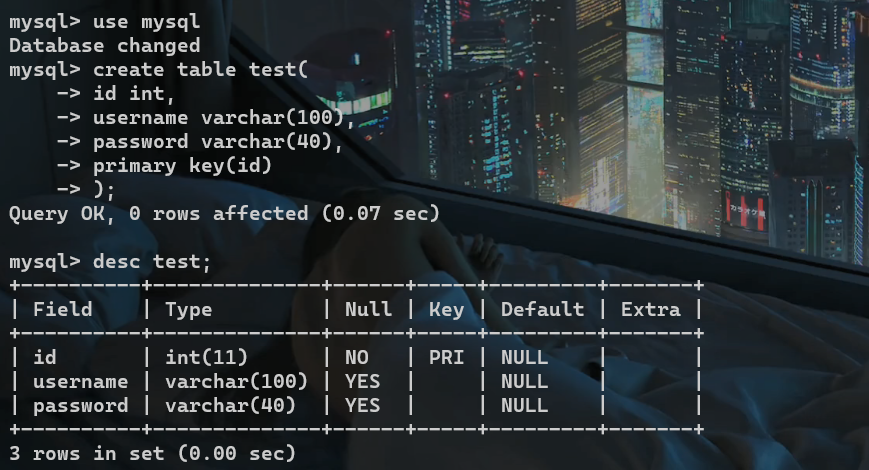 mysql> use mysql
Database changed
mysql> create table test(
    -> id int,
    -> username varchar(100),
    -> password varchar(40),
    -> primary key(id)
    -> );
Query OK, 0 rows affected (0.07 sec)

mysql> desc test;
+----------+--------------+------+-----+---------+-------+
| Field    | Type         | Null | Key | Default | Extra |
+----------+--------------+------+-----+---------+-------+
| id       | int(11)      | NO   | PRI | NULL    |       |
| username | varchar(100) | YES  |     | NULL    |       |
| password | varchar(40)  | YES  |     | NULL    |       |
+----------+--------------+------+-----+---------+-------+
3 rows in set (0.00 sec)